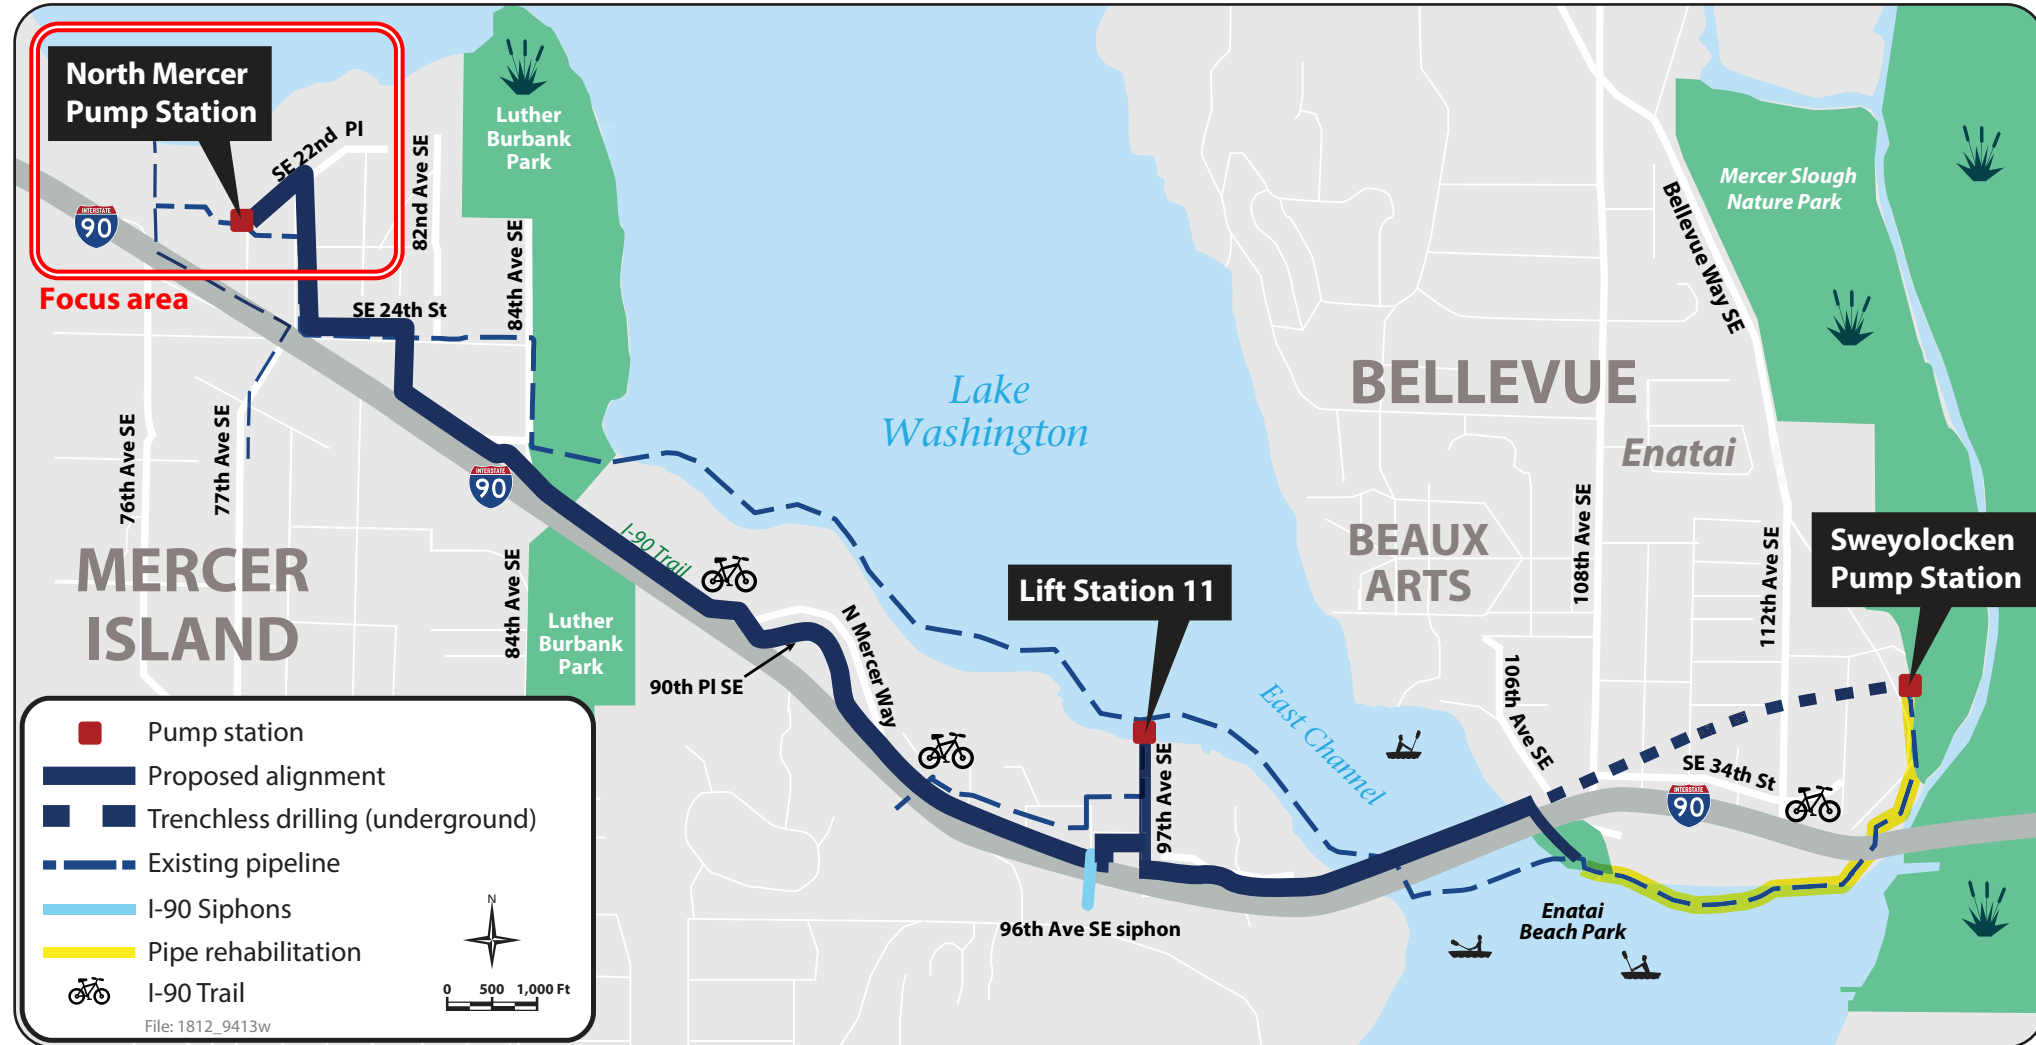 North Mercer
Pump Station
SE 22nd Pl
82nd Ave SE
Luther
Burbank
Park
INTERSTATE
90
Focus area
SE 24th St
84th Ave SE
76th Ave SE
77th Ave SE
INTERSTATE
90
MERCER
ISLAND
84th Ave SE
I-90 Trail
Luther
Burbank
Park
90th Pl SE
N Mercer Way
Lake
Washington
Lift Station 11
97th Ave SE
96th Ave SE siphon
East Channel
BELLEVUE
Enatai
BEAUX
ARTS
Bellevue Way SE
Mercer Slough
Nature Park
108th Ave SE
112th Ave SE
106th Ave SE
SE 34th St
INTERSTATE
90
Sweyolocken
Pump Station
Enatai
Beach Park
Pump station
Proposed alignment
Trenchless drilling (underground)
Existing pipeline
I-90 Siphons
Pipe rehabilitation
I-90 Trail
File: 1812_9413w
N
0 500 1,000 Ft